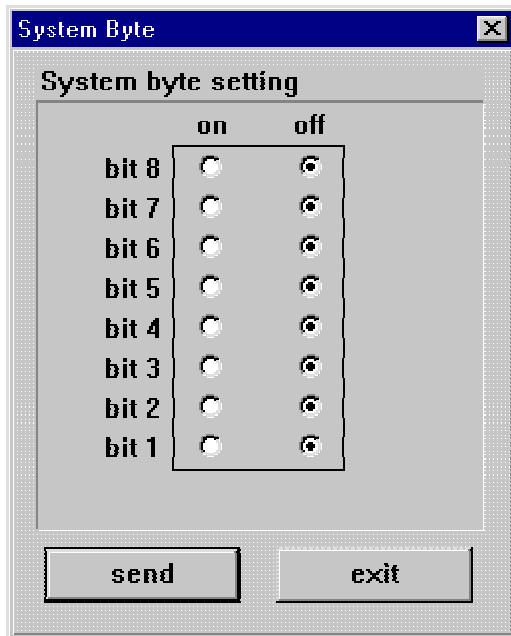 System Byte
System byte setting
on off
bit 8
bit 7
bit 6
bit 5
bit 4
bit 3
bit 2
bit 1
send exit